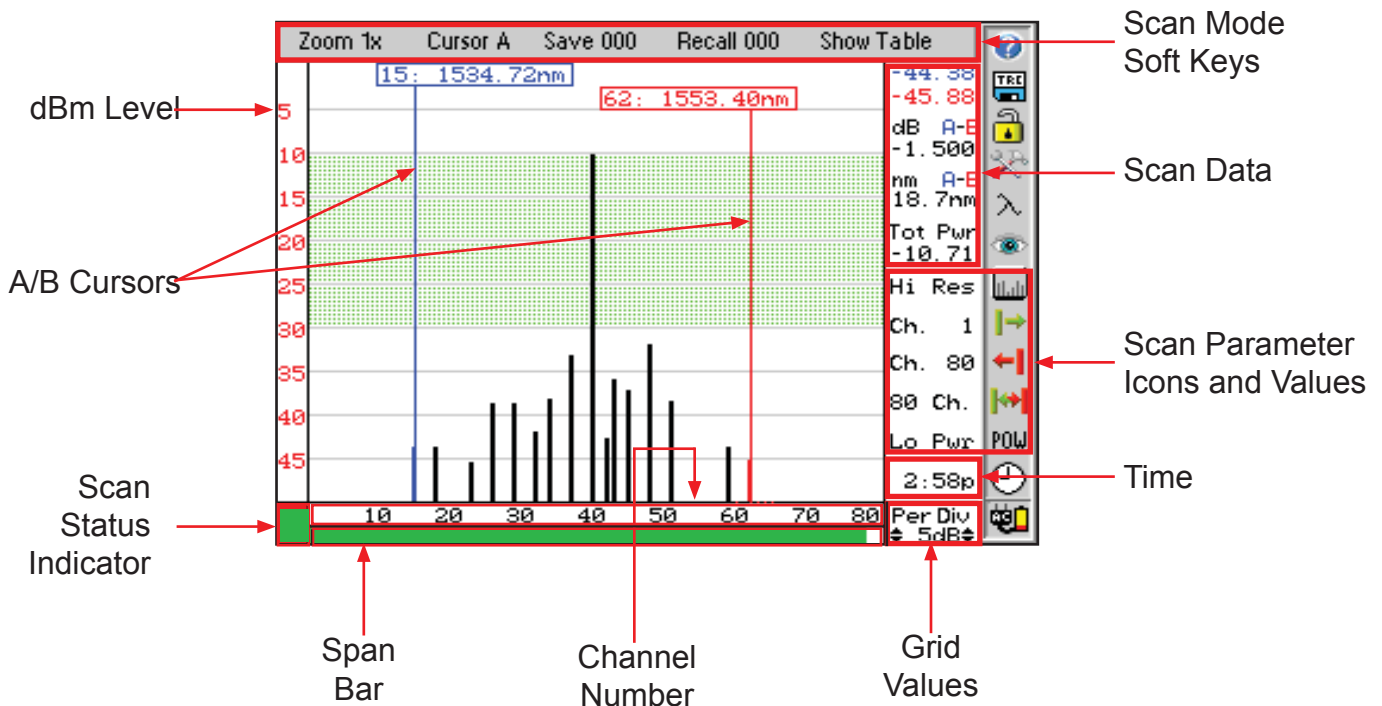 Zoom 1x Cursor A Save 000 Recall 000 Show Table
Scan Mode
Soft Keys
15: 1534.72nm
62: 1553.40nm
-44.38
-45.88
dB A-B
-1.500
nm A-B
18.7nm
Tot Pwr
-10.71
TRC
dBm Level
5
10
15
20
25
30
35
40
45
A/B Cursors
Scan Data
Hi Res
Ch. 1
Ch. 80
80 Ch.
Lo Pwr POW
Scan Parameter
Icons and Values
2:58p
Time
Scan
Status
Indicator
10 20 30 40 50 60 70 80
Per Div
5dB
Span
Bar
Channel
Number
Grid
Values